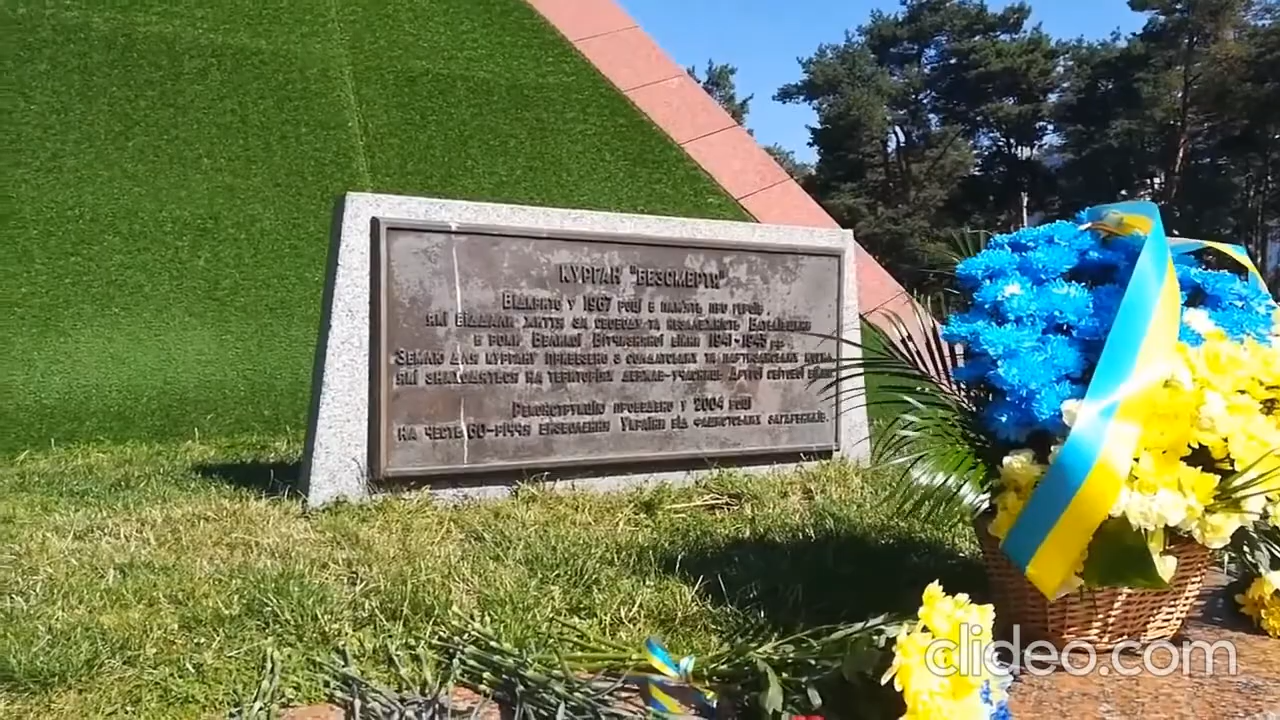 КУРГАН "БЕЗСМЕРТЯ"
ВІДКРИТО У 1967 РОЦІ В ПАМ'ЯТЬ ПРО ГЕРОЇВ,
ЯКІ ВІДДАЛИ ЖИТТЯ ЗА СВОБОДУ ТА НЕЗАЛЕЖНІСТЬ БАТЬКІВЩИНИ
В РОКИ ВЕЛИКОЇ ВІТЧИЗНЯНОЇ ВІЙНИ 1941-1945 рр.
ЗЕМЛЮ ДЛЯ КУРГАНУ ПРИВЕЗЕНО З СОЛДАТСЬКИХ ТА ПАРТИЗАНСЬКИХ МОГИЛ,
ЯКІ ЗНАХОДЯТЬСЯ НА ТЕРИТОРІЯХ ДЕРЖАВ-УЧАСНИЦЬ ДРУГОЇ СВІТОВОЇ ВІЙНИ
РЕКОНСТРУКЦІЮ ПРОВЕДЕНО У 2004 РОЦІ
НА ЧЕСТЬ 60-РІЧЧЯ ВИЗВОЛЕННЯ УКРАЇНИ ВІД ФАШИСТСЬКИХ ЗАГАРБНИКІВ.
clideo.com